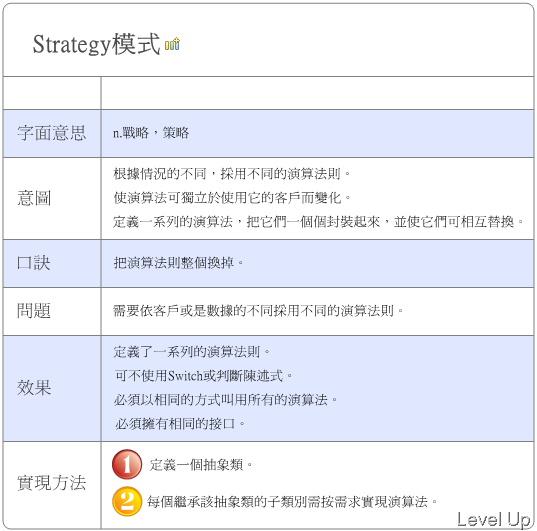 Strategy模式
字面意思
n.戰略，策略
意圖
根據情況的不同，採用不同的演算法則。
使演算法可獨立於使用它的客戶而變化。
定義一系列的演算法，把它們一個個封裝起來，並使它們可相互替換。
口訣
把演算法則整個換掉。
問題
需要依客戶或是數據的不同採用不同的演算法則。
效果
定義了一系列的演算法則。
可不使用Switch或判斷陳述式。
必須以相同的方式叫用所有的演算法。
必須擁有相同的接口。
實現方法
1 定義一個抽象類。
2 每個繼承該抽象類的子類別需按需求實現演算法。
Level Up